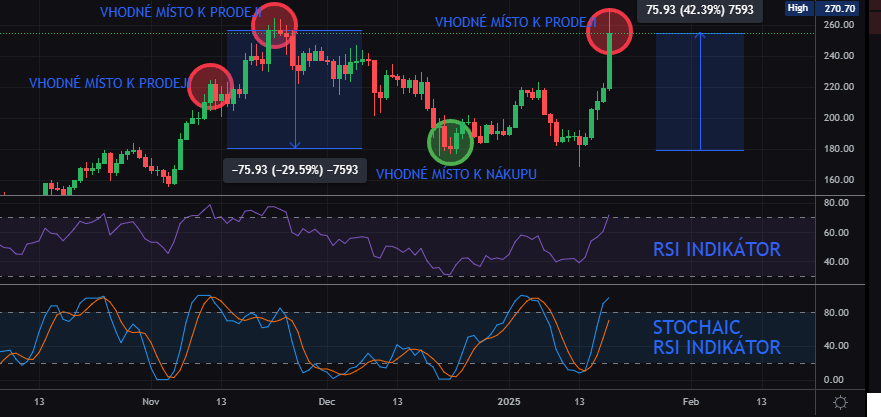 VHODNÉ MÍSTO K PRODEJI
VHODNÉ MÍSTO K PRODEJI
75.93 (42.39%) 7593
High 270.70
260.00
240.00
VHODNÉ MÍSTO K PRODEJI
220.00
200.00
180.00
−75.93 (−29.59%) −7593
VHODNÉ MÍSTO K NÁKUPU
160.00
80.00
60.00
RSI INDIKÁTOR
40.00
80.00
STOCHAIC
RSI INDIKÁTOR
40.00
0.00
13 Nov 13 Dec 13 2025 13 Feb 13